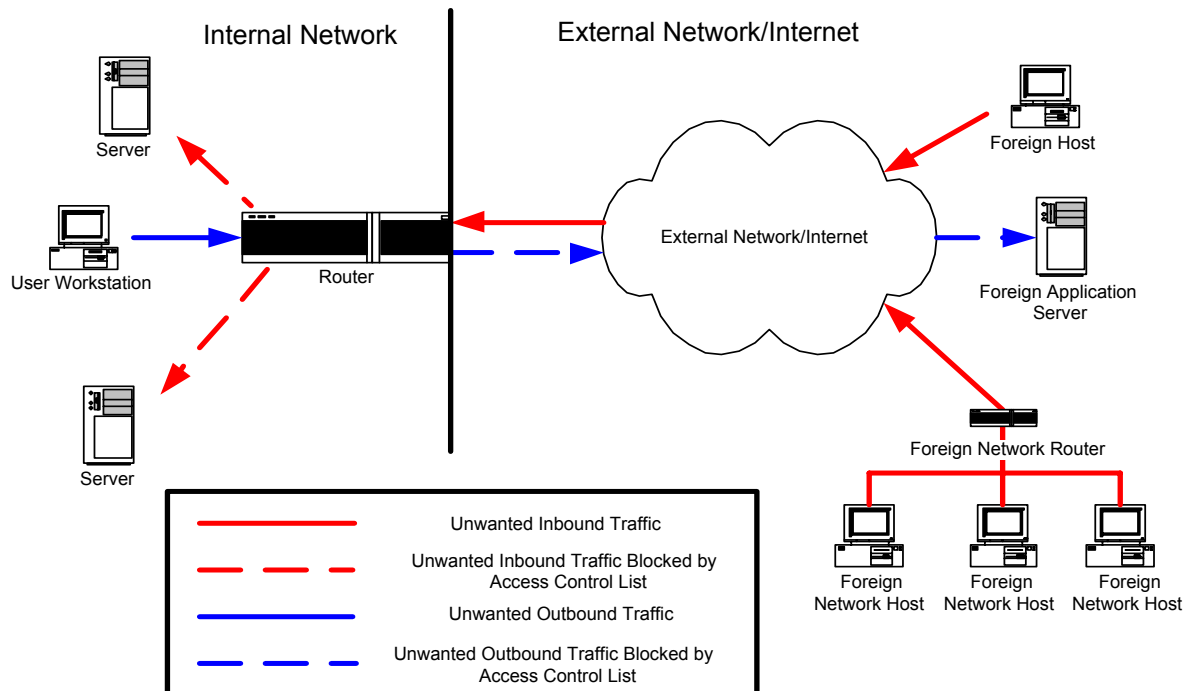 Internal Network
External Network/Internet
Server
Foreign Host
User Workstation
Router
External Network/Internet
Foreign Application
Server
Server
Foreign Network Router
Foreign
Network Host
Foreign
Network Host
Foreign
Network Host
Unwanted Inbound Traffic
Unwanted Inbound Traffic Blocked by
Access Control List
Unwanted Outbound Traffic
Unwanted Outbound Traffic Blocked by
Access Control List